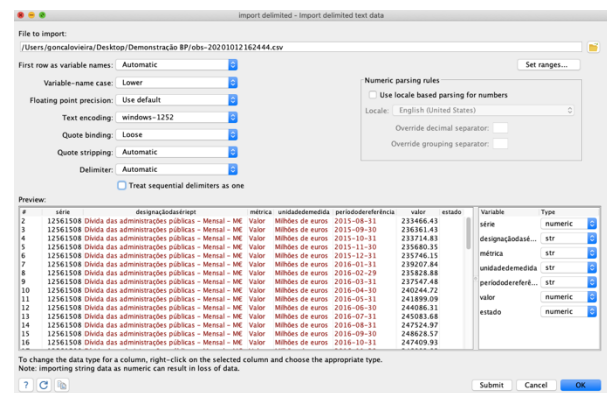 import delimited - Import delimited text data
File to import:
/Users/goncalovieira/Desktop/Demonstração BP/obs-20201012162444.csv
First row as variable names: Automatic
Set ranges...
Variable-name case: Lower
Numeric parsing rules
Use locale based parsing for numbers
Floating point precision: Use default
Locale: English (United States)
Text encoding: windows-1252
Override decimal separator:
Quote binding: Loose
Override grouping separator:
Quote stripping: Automatic
Delimiter: Automatic
Treat sequential delimiters as one
Preview:
# série designaçãodasériept métrica unidadedemedida períododereferência valor estado
2 12561508 Dívida das administrações públicas - Mensal - M€ Valor Milhões de euros 2015-08-31 233466.43
3 12561508 Dívida das administrações públicas - Mensal - M€ Valor Milhões de euros 2015-09-30 236361.43
4 12561508 Dívida das administrações públicas - Mensal - M€ Valor Milhões de euros 2015-10-31 233714.83
5 12561508 Dívida das administrações públicas - Mensal - M€ Valor Milhões de euros 2015-11-30 235680.35
6 12561508 Dívida das administrações públicas - Mensal - M€ Valor Milhões de euros 2015-12-31 235746.15
7 12561508 Dívida das administrações públicas - Mensal - M€ Valor Milhões de euros 2016-01-31 239207.84
8 12561508 Dívida das administrações públicas - Mensal - M€ Valor Milhões de euros 2016-02-29 235828.88
9 12561508 Dívida das administrações públicas - Mensal - M€ Valor Milhões de euros 2016-03-31 237547.48
10 12561508 Dívida das administrações públicas - Mensal - M€ Valor Milhões de euros 2016-04-30 240244.72
11 12561508 Dívida das administrações públicas - Mensal - M€ Valor Milhões de euros 2016-05-31 241899.09
12 12561508 Dívida das administrações públicas - Mensal - M€ Valor Milhões de euros 2016-06-30 244086.31
13 12561508 Dívida das administrações públicas - Mensal - M€ Valor Milhões de euros 2016-07-31 245083.68
14 12561508 Dívida das administrações públicas - Mensal - M€ Valor Milhões de euros 2016-08-31 247524.97
15 12561508 Dívida das administrações públicas - Mensal - M€ Valor Milhões de euros 2016-09-30 248628.57
16 12561508 Dívida das administrações públicas - Mensal - M€ Valor Milhões de euros 2016-10-31 247409.93
Variable Type
série numeric
designaçãodasé... str
métrica str
unidadedemedida str
períododereferê... str
valor numeric
estado numeric
To change the data type for a column, right-click on the selected column and choose the appropriate type.
Note: importing string data as numeric can result in loss of data.
? Submit Cancel OK